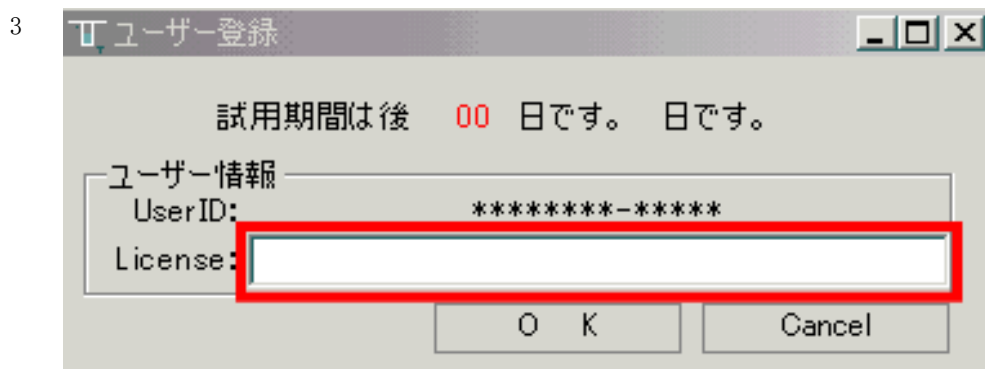 3
ユーザー登録
試用期間は後 00 日です。 日です。
ユーザー情報
UserID: ********-*****
License:
O K Cancel